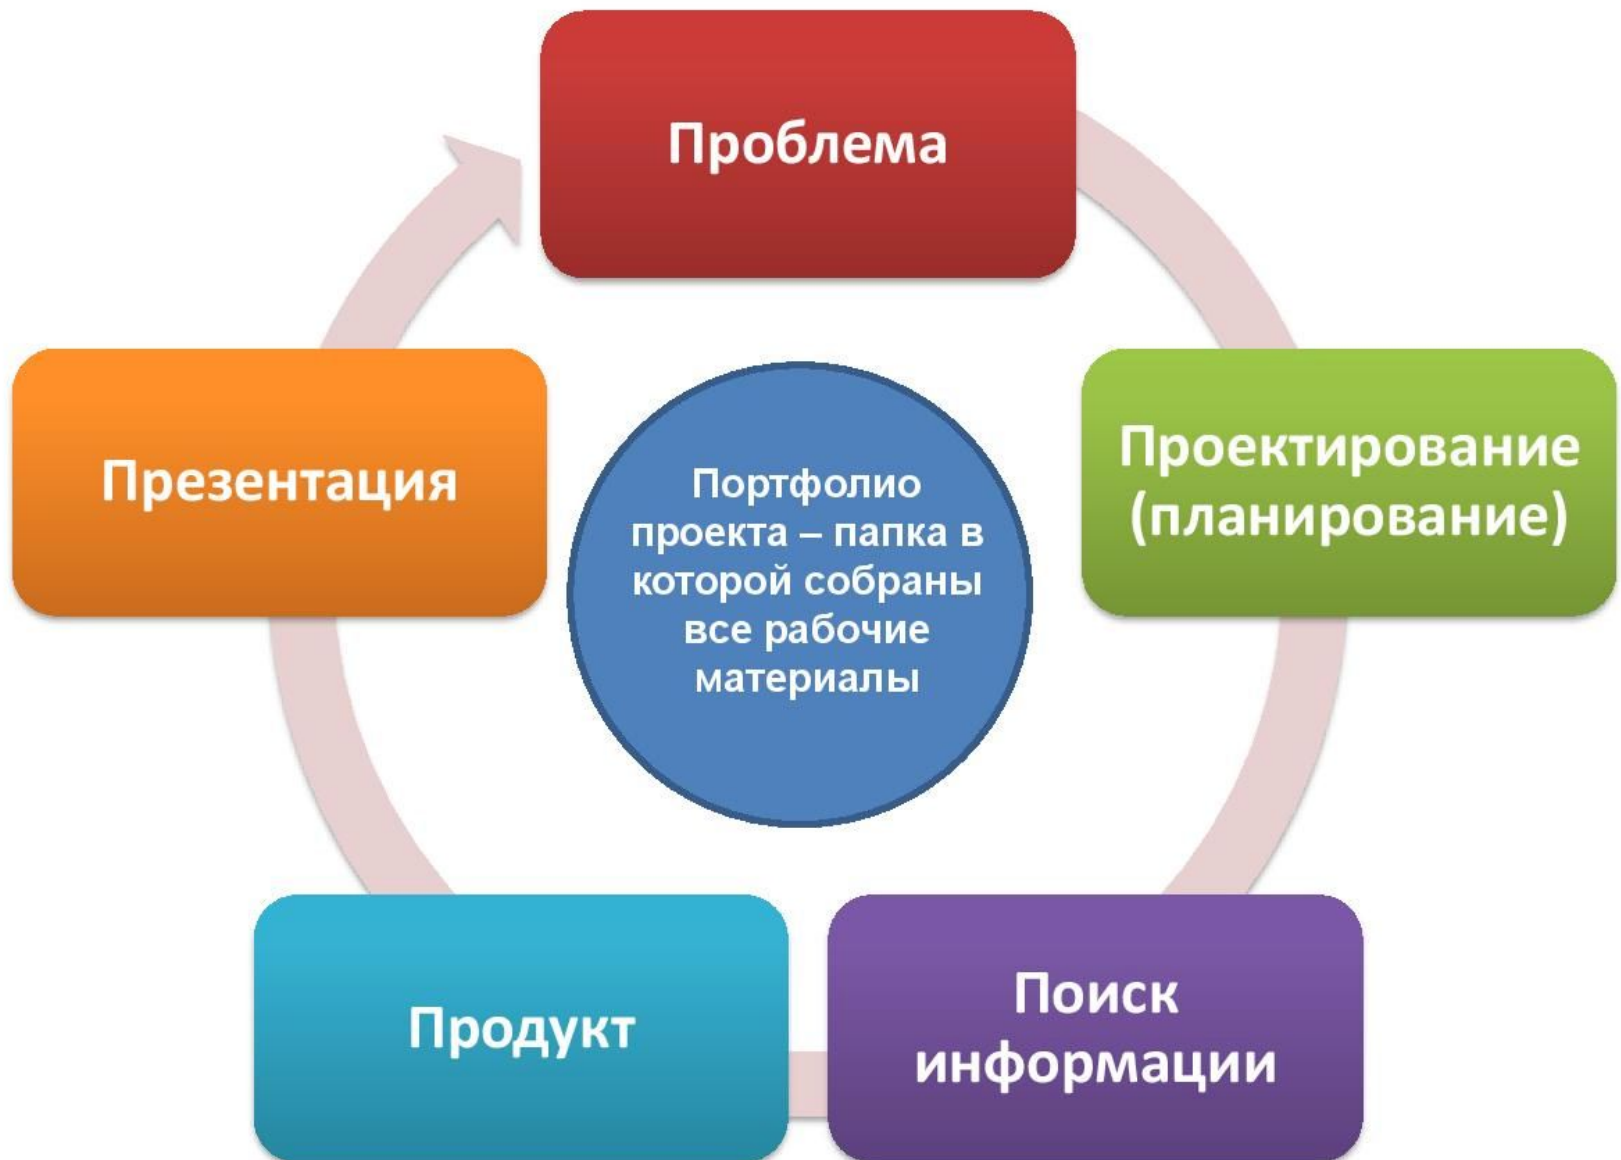 Проблема
Проектирование
(планирование)
Поиск
информации
Продукт
Презентация
Портфолио
проекта – папка в
которой собраны
все рабочие
материалы